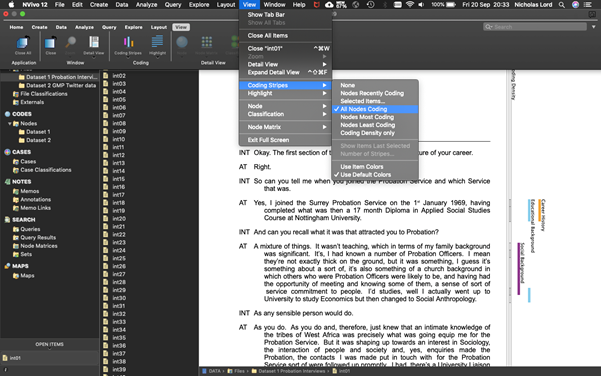 NVivo 12 File Edit Create Data Analyze Query Explore Layout View Window Help 100% Fri 20 Sep 20:33 Nicholas Lord
Home Create Data Analyze Query Explore Layout View
Search
Close All Close Detail View Coding Stripes Highlight
Application Window Coding
Dataset 1 Probation Intervi...
Dataset 2 OMP Twitter data
File Classifications
Externals
CODES
Nodes
Dataset 1
Dataset 2
CASES
Cases
Case Classifications
NOTES
Memos
Annotations
Memo Links
SEARCH
Queries
Query Results
Node Matrices
Sets
MAPS
Maps
OPEN ITEMS
int01
int02
int03
int04
int05
int06
int07
int08
int09
int10
int11
int12
int13
int14
int15
int16
int17
int18
int19
int20
int21
int22
int23
int24
int25
int26
int27
int28
int29
int30
int31
int32
int33
int34
int35
int36
int37
int38
int39
Show Tab Bar
Show All Tabs
Close All Items
Close "int01" ⌃⌘W
Zoom
Detail View
Expand Detail View ⌃⇧⌘F
Coding Stripes
Highlight
Node
Classification
Node Matrix
Exit Full Screen
None
Nodes Recently Coding
Selected Items...
✓ All Nodes Coding
Nodes Most Coding
Nodes Least Coding
Coding Density only
Show Items Last Selected
Number of Stripes...
Use Item Colors
✓ Use Default Colors
INT Okay. The first section of ure of your career.
AT Right.
INT So can you tell me when you joined the Probation Service and which Service
that was.
AT Yes, I joined the Surrey Probation Service on the 1st January 1969, having
completed what was then a 17 month Diploma in Applied Social Studies
Course at Nottingham University.
INT And can you recall what it was that attracted you to Probation?
AT A mixture of things. It wasn't teaching, which in terms of my family background
was significant. It's, I had known a number of Probation Officers. I mean
they're not exactly thick on the ground, but it was something, I guess it's
something about a sort of, it's also something of a church background in
which others who were Probation Officers were likely to be, and having had
the opportunity of meeting and knowing some of them, a sense of sort of
service commitment to people. I'd studies, well I actually went up to
University to study Economics but then changed to Social Anthropology.
INT As any sensible person would do.
AT As you do. As you do and, therefore, just knew that an intimate knowledge of
the tribes of West Africa was precisely what was going equip me for the
Probation Service. But it was shaping up towards an interest in Sociology,
the interaction of people and society and, yes, enquiries made the
Probation, the contacts I was made put in touch with for the Probation
Service sort of were followed up promptly. I had, there's a University Liaison
Coding Density
Career History
Educational Background
Social Background
DATA Files Dataset 1 Probation Interviews int01